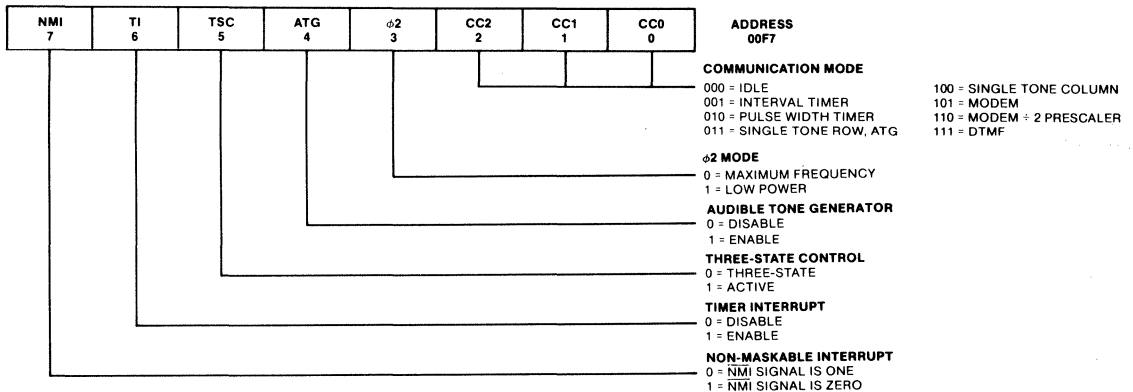 NMI TI TSC ATG ϕ2 CC2 CC1 CC0 ADDRESS
7 6 5 4 3 2 1 0 00F7
COMMUNICATION MODE
000 = IDLE 100 = SINGLE TONE COLUMN
001 = INTERVAL TIMER 101 = MODEM
010 = PULSE WIDTH TIMER 110 = MODEM ÷ 2 PRESCALER
011 = SINGLE TONE ROW, ATG 111 = DTMF
ϕ2 MODE
0 = MAXIMUM FREQUENCY
1 = LOW POWER
AUDIBLE TONE GENERATOR
0 = DISABLE
1 = ENABLE
THREE-STATE CONTROL
0 = THREE-STATE
1 = ACTIVE
TIMER INTERRUPT
0 = DISABLE
1 = ENABLE
NON-MASKABLE INTERRUPT
0 = N̅M̅I̅ SIGNAL IS ONE
1 = N̅M̅I̅ SIGNAL IS ZERO